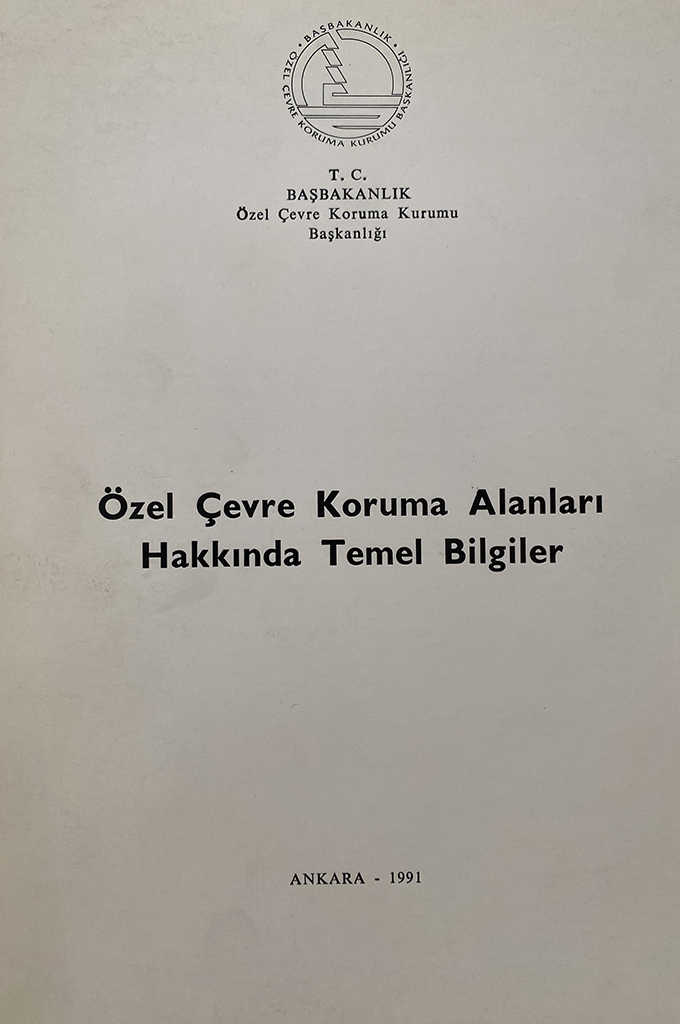 • BAŞBAKANLIK •
ÖZEL ÇEVRE KORUMA KURUMU BAŞKANLIĞI
T. C.
BAŞBAKANLIK
Özel Çevre Koruma Kurumu
Başkanlığı
Özel Çevre Koruma Alanları
Hakkında Temel Bilgiler
ANKARA - 1991